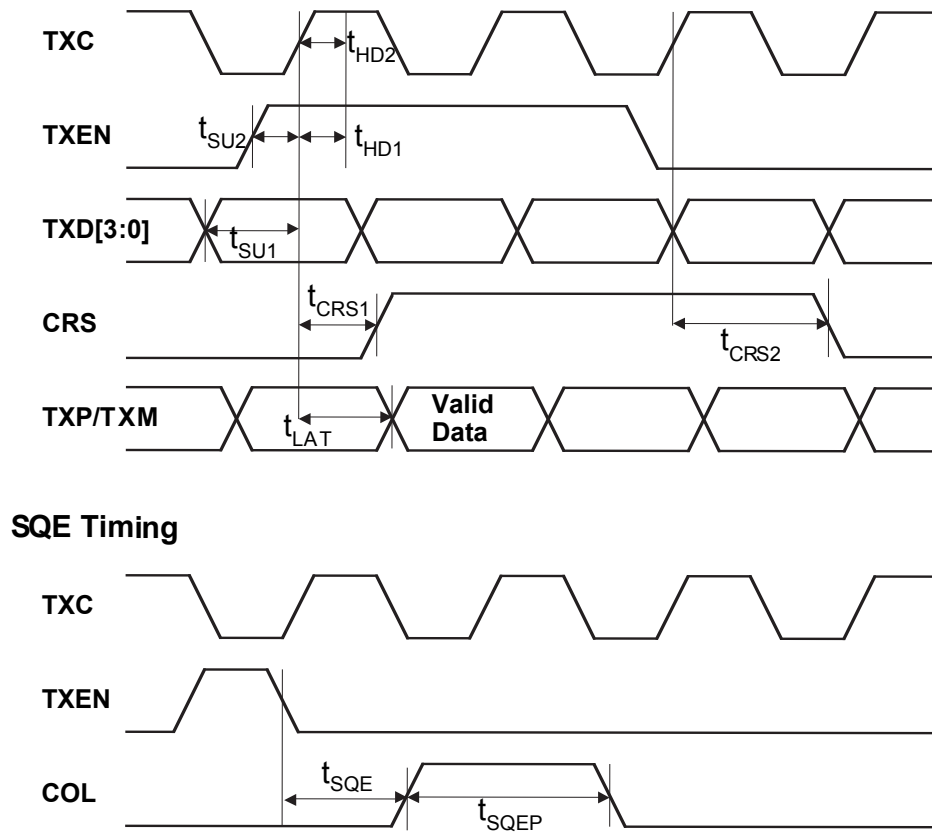 TXC
tHD2
TXEN
tSU2
tHD1
TXD[3:0]
tSU1
CRS
tCRS1
tCRS2
TXP/TXM
tLAT
Valid
Data
SQE Timing
TXC
TXEN
COL
tSQE
tSQEP